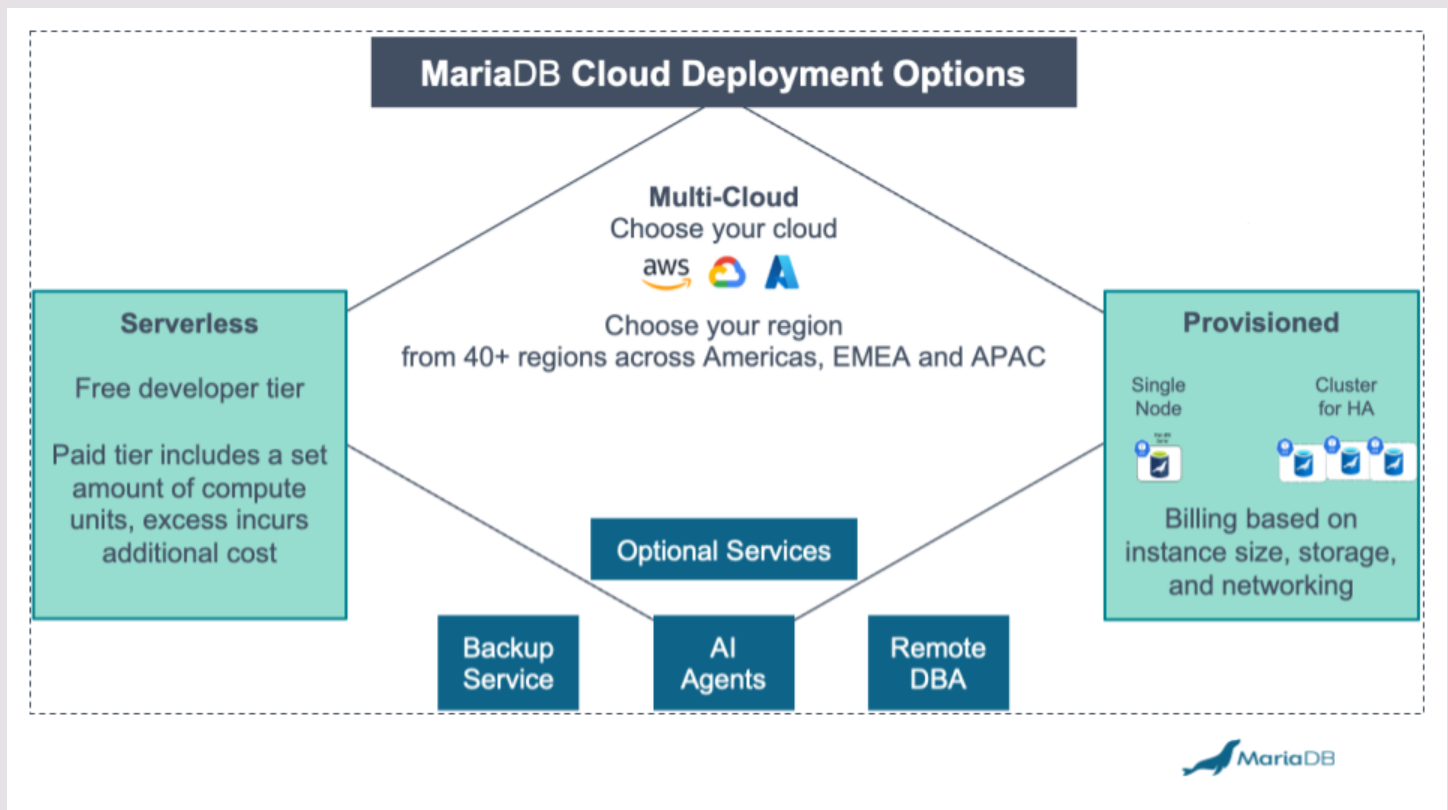 MariaDB Cloud Deployment Options
Multi-Cloud
Choose your cloud
aws
Choose your region
from 40+ regions across Americas, EMEA and APAC
Serverless
Free developer tier
Paid tier includes a set
amount of compute
units, excess incurs
additional cost
Provisioned
Single
Node
Cluster
for HA
Billing based on
instance size, storage,
and networking
Optional Services
Backup
Service
AI
Agents
Remote
DBA
MariaDB